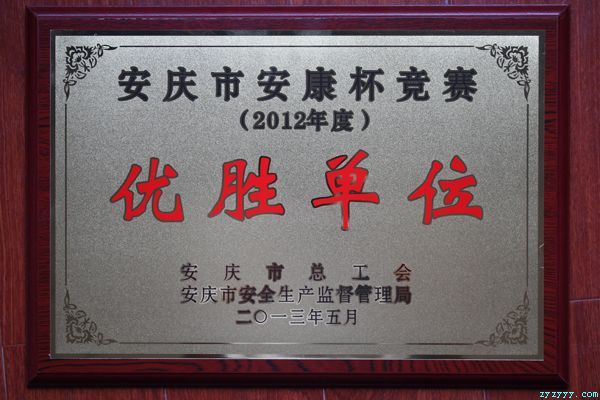 安庆市安康杯竞赛
（2012年度）
优胜单位
安庆市总工会
安庆市安全生产监督管理局
二〇一三年五月
zyzyyy.com